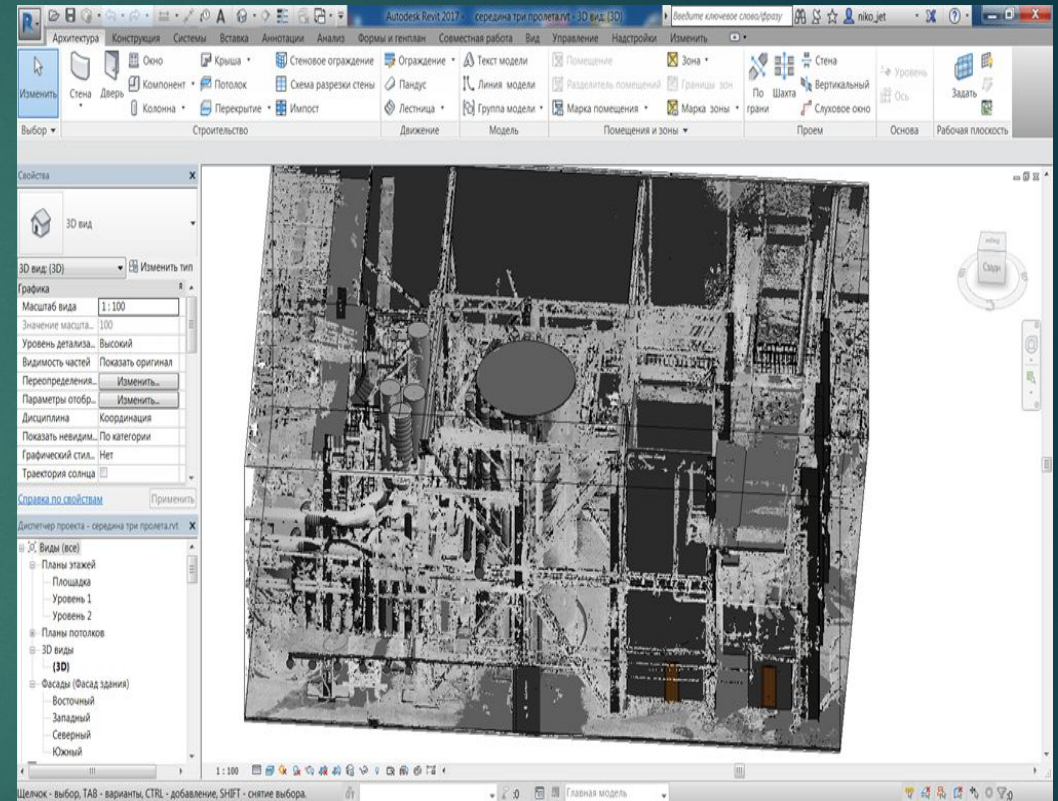 Autodesk Revit 2017 - середина три пролета.rvt - 3D вид: {3D}
Введите ключевое слово/фразу
niko_jet
Архитектура Конструкция Системы Вставка Аннотации Анализ Формы и генплан Совместная работа Вид Управление Надстройки Изменить
Изменить
Стена
Дверь
Окно
Компонент
Колонна
Крыша
Потолок
Перекрытие
Стеновое ограждение
Схема разрезки стены
Импост
Ограждение
Пандус
Лестница
Текст модели
Линия модели
Группа модели
Помещение
Разделитель помещений
Марка помещения
Зона
Границы зон
Марка зоны
По грани
Шахта
Стена
Вертикальный
Слуховое окно
Уровень
Ось
Задать
Выбор
Строительство
Движение
Модель
Помещения и зоны
Проем
Основа
Рабочая плоскость
Свойства
3D вид
3D вид: {3D}
Изменить тип
Графика
Масштаб вида 1 : 100
Значение масшта... 100
Уровень детализа... Высокий
Видимость частей Показать оригинал
Переопределения... Изменить...
Параметры отобр... Изменить...
Дисциплина Координация
Показать невидим... По категории
Графический стил... Нет
Траектория солнца
Справка по свойствам
Применить
Диспетчер проекта - середина три пролета.rvt
Виды (все)
Планы этажей
Площадка
Уровень 1
Уровень 2
Планы потолков
3D виды
{3D}
Фасады (Фасад здания)
Восточный
Западный
Северный
Южный
Сзади
1 : 100
Щелчок - выбор, TAB - варианты, CTRL - добавление, SHIFT - снятие выбора.
:0
Главная модель
:0